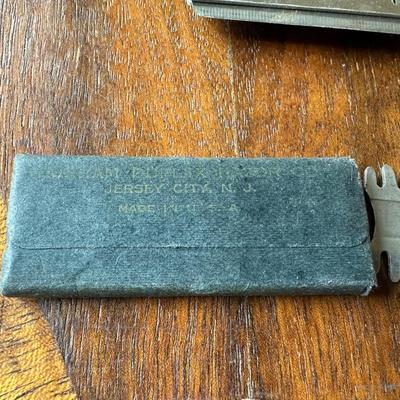 DURHAM DUPLEX RAZOR CO.
JERSEY CITY, N. J.
MADE IN U. S. A.